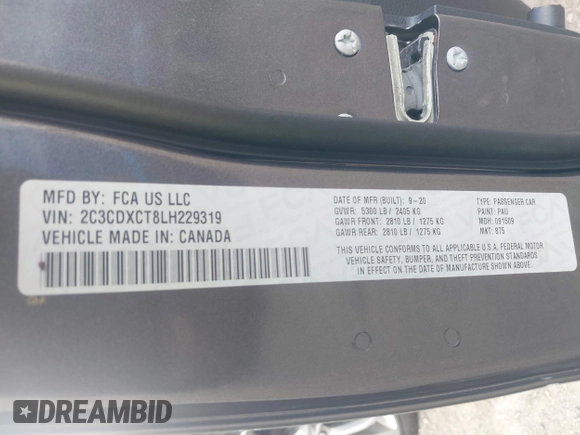 MFD BY: FCA US LLC
VIN: 2C3CDXCT8LH229319
VEHICLE MADE IN: CANADA
DATE OF MFR (BUILT): 9-20
GVWR: 5300 LB / 2405 KG
GAWR FRONT: 2810 LB / 1275 KG
GAWR REAR: 2810 LB / 1275 KG
TYPE: PASSENGER CAR
PAINT: PAU
MDH: 091509
MKT: 875
THIS VEHICLE CONFORMS TO ALL APPLICABLE U.S.A. FEDERAL MOTOR
VEHICLE SAFETY, BUMPER, AND THEFT PREVENTION STANDARDS
IN EFFECT ON THE DATE OF MANUFACTURE SHOWN ABOVE.
DREAMBID